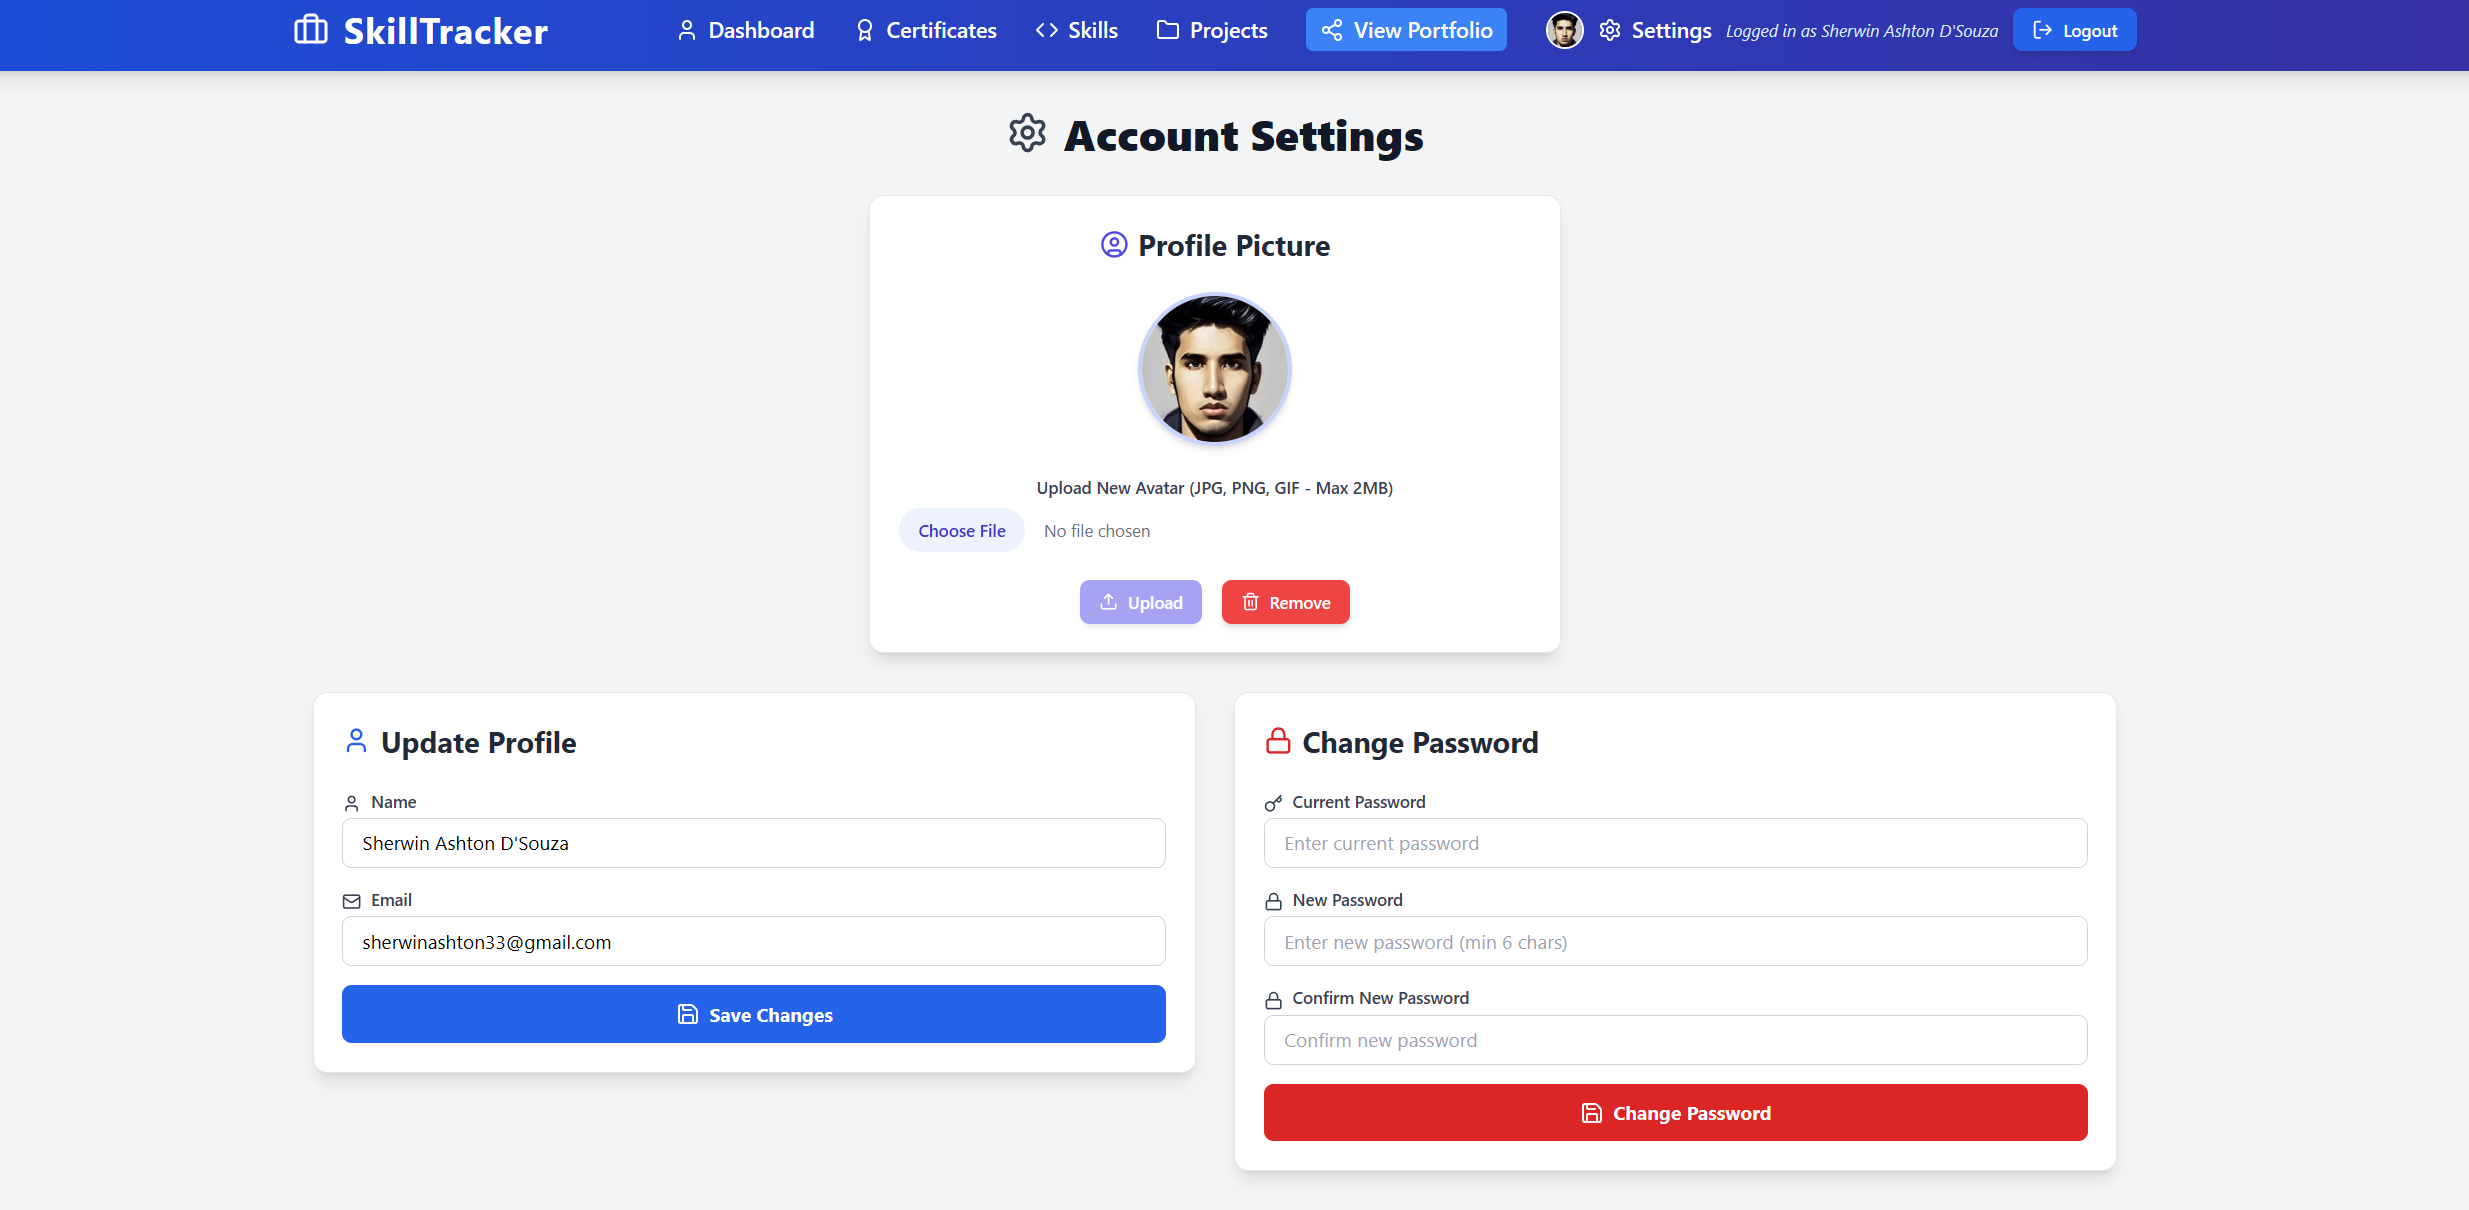 SkillTracker
Dashboard
Certificates
Skills
Projects
View Portfolio
Settings
Logged in as Sherwin Ashton D'Souza
Logout
Account Settings
Profile Picture
Upload New Avatar (JPG, PNG, GIF - Max 2MB)
Choose File
No file chosen
Upload
Remove
Update Profile
Name
Sherwin Ashton D'Souza
Email
sherwinashton33@gmail.com
Save Changes
Change Password
Current Password
Enter current password
New Password
Enter new password (min 6 chars)
Confirm New Password
Confirm new password
Change Password